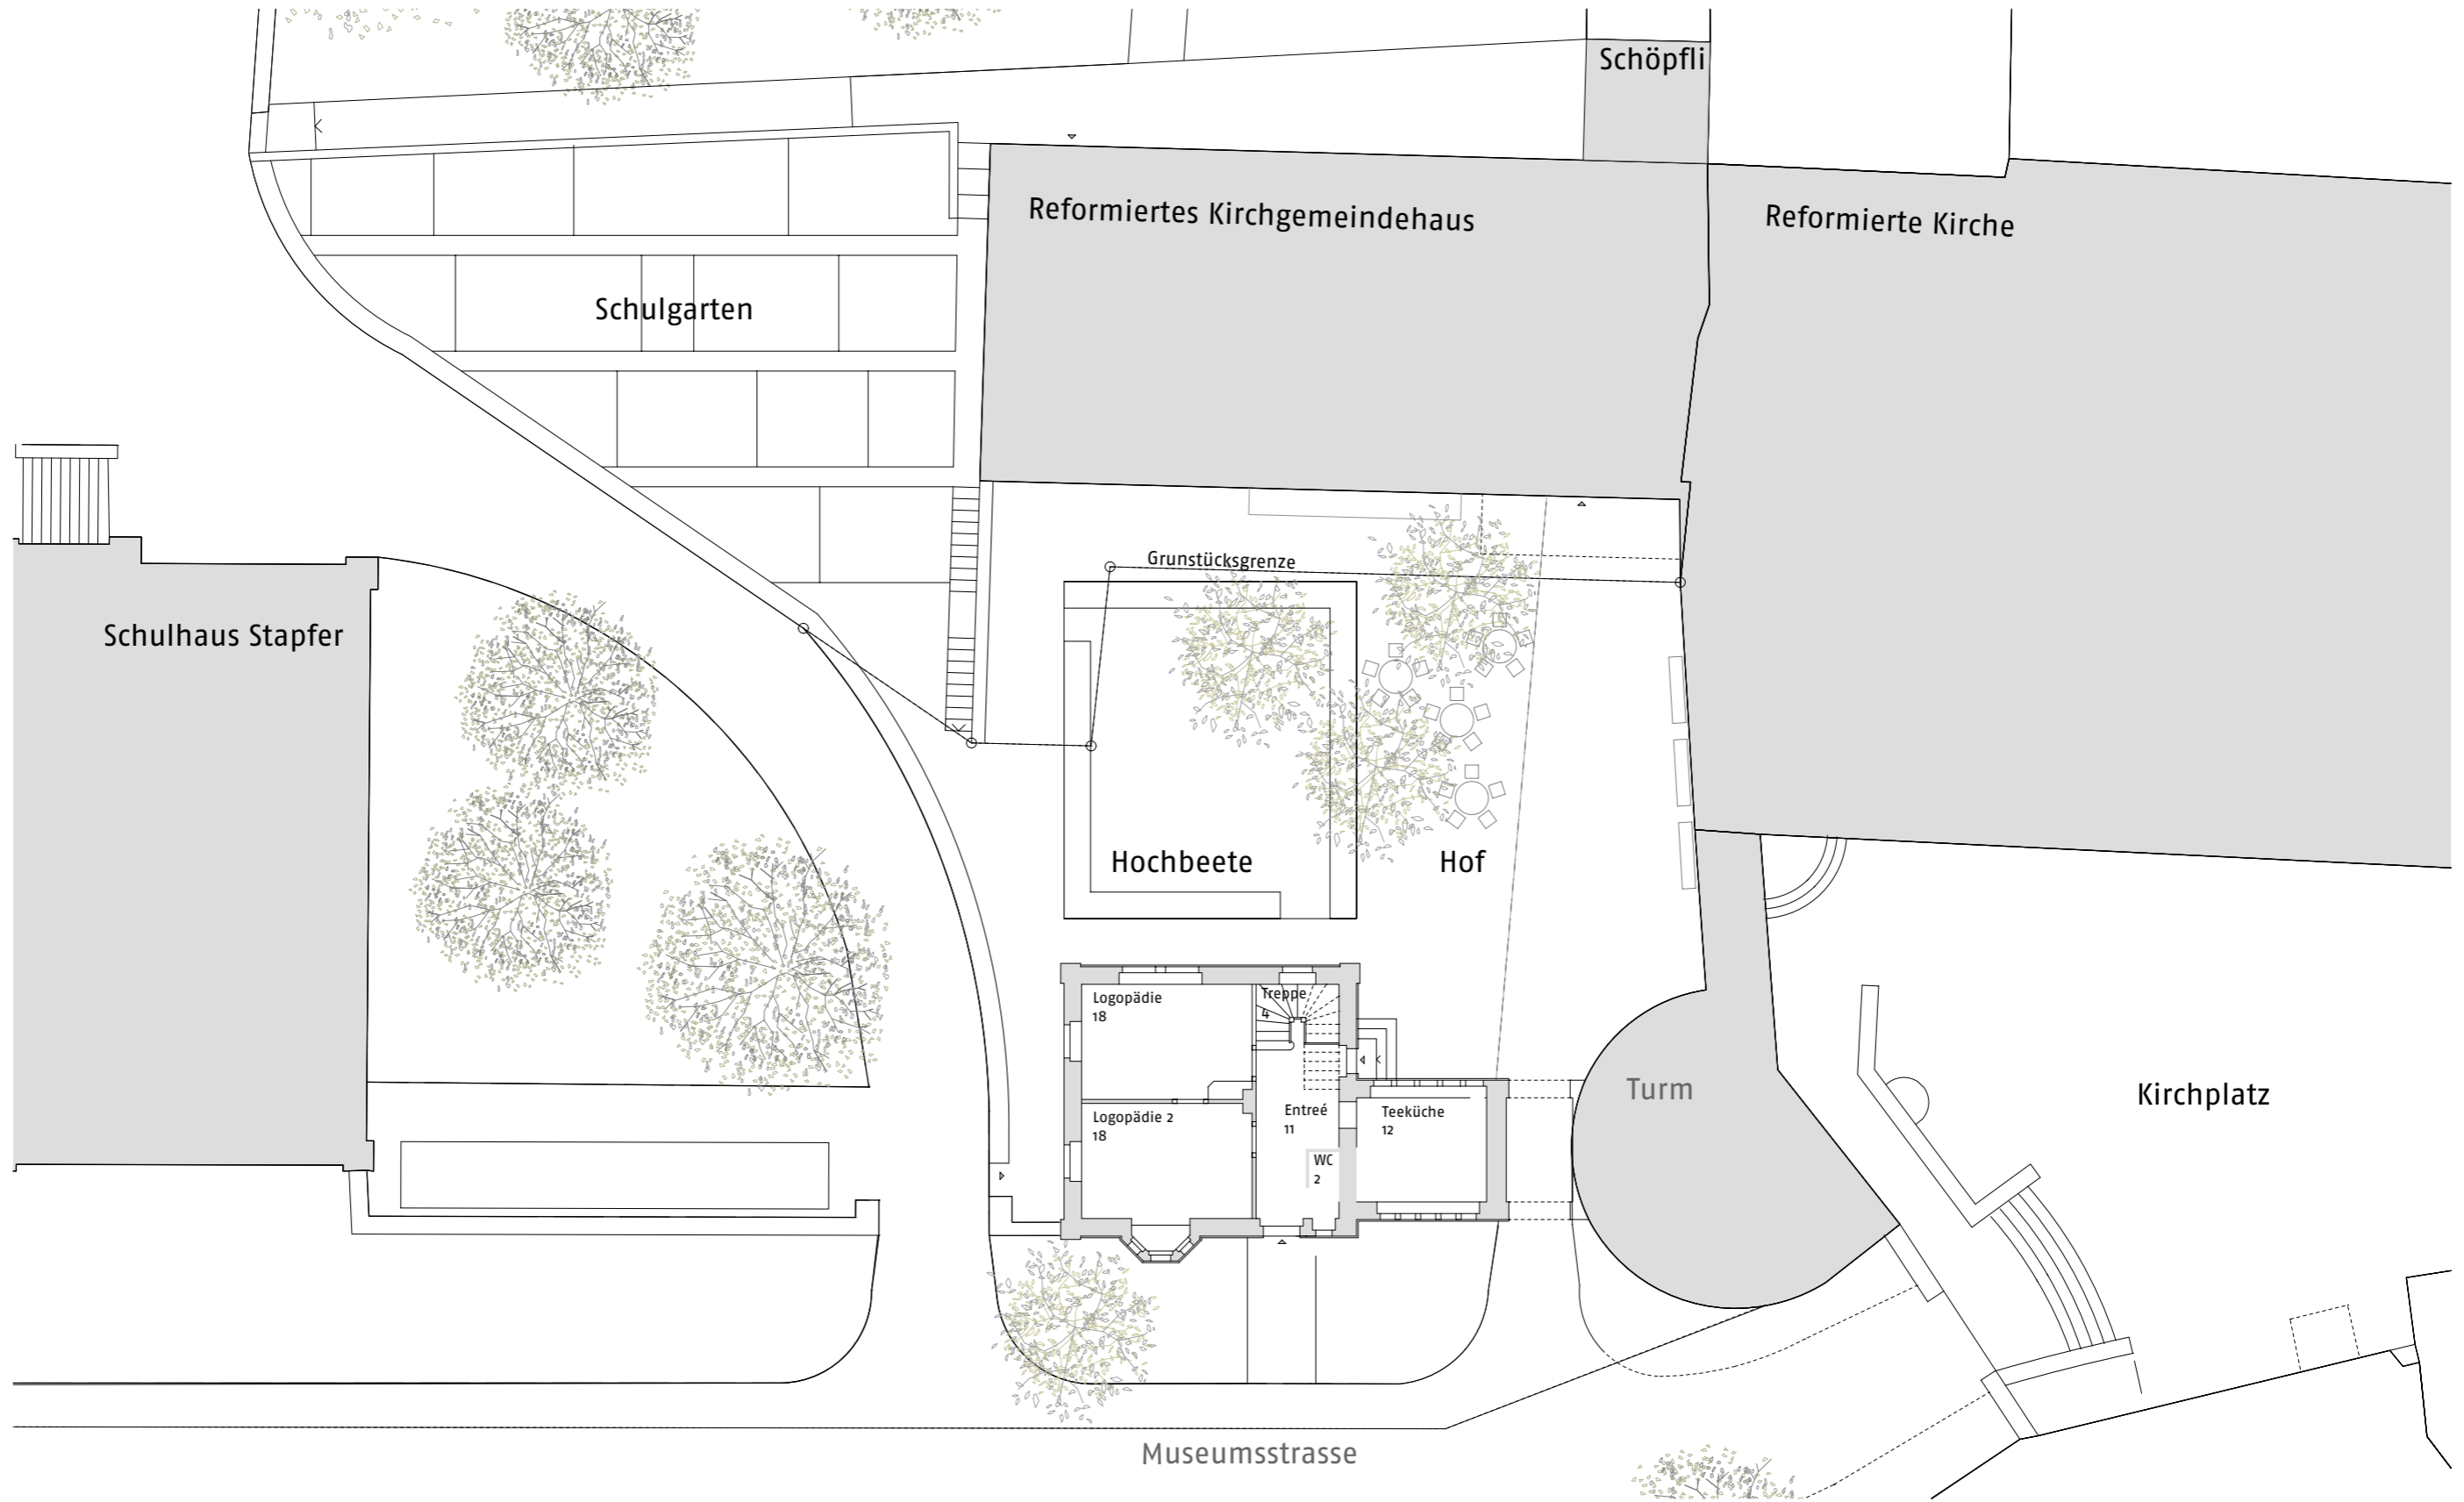 Schöpfli
Reformiertes Kirchgemeindehaus
Reformierte Kirche
Schulgarten
Grunstücksgrenze
Schulhaus Stapfer
Hochbeete
Hof
Logopädie
18
Treppe
4
Logopädie 2
18
Entreé
11
Teeküche
12
WC
2
Turm
Kirchplatz
Museumsstrasse